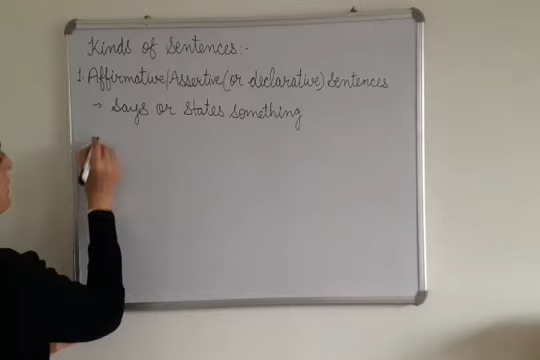 Kinds of Sentences:-
1. Affirmative/Assertive (or declarative) Sentences
→ Says or States something